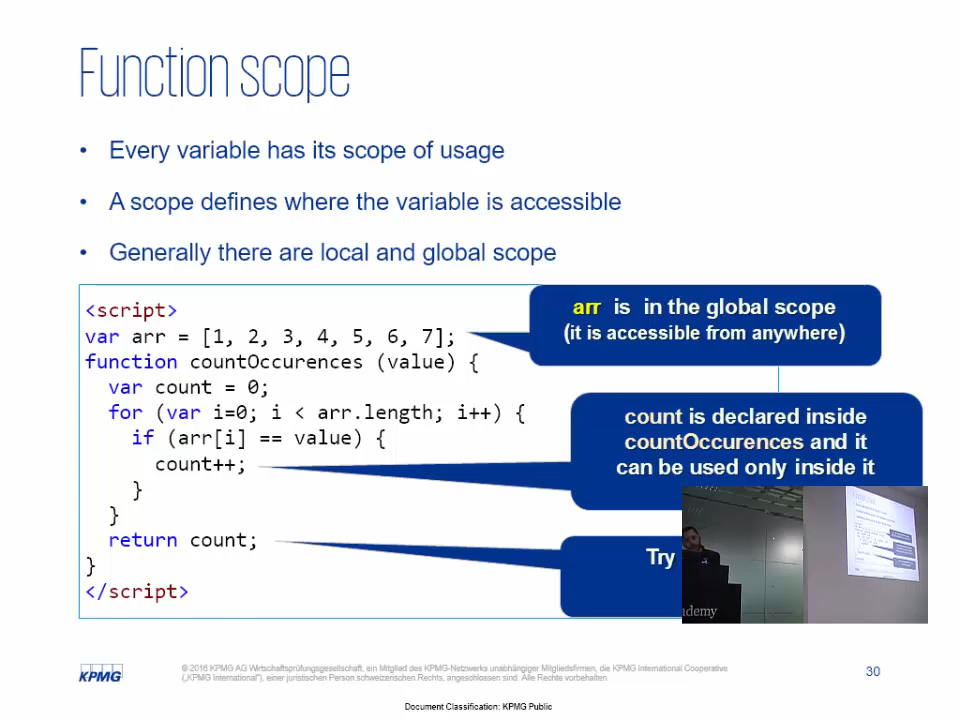 Function scope
• Every variable has its scope of usage
• A scope defines where the variable is accessible
• Generally there are local and global scope
<script>
var arr = [1, 2, 3, 4, 5, 6, 7];
function countOccurences (value) {
var count = 0;
for (var i=0; i < arr.length; i++) {
if (arr[i] == value) {
count++;
}
}
return count;
}
</script>
arr is in the global scope
(it is accessible from anywhere)
count is declared inside
countOccurences and it
can be used only inside it
Try
ademy
KPMG
© 2016 KPMG AG Wirtschaftsprüfungsgesellschaft, ein Mitglied des KPMG-Netzwerks unabhängiger Mitgliedsfirmen, die KPMG International Cooperative
(„KPMG International"), einer juristischen Person schweizerischen Rechts, angeschlossen sind. Alle Rechte vorbehalten.
30
Document Classification: KPMG Public